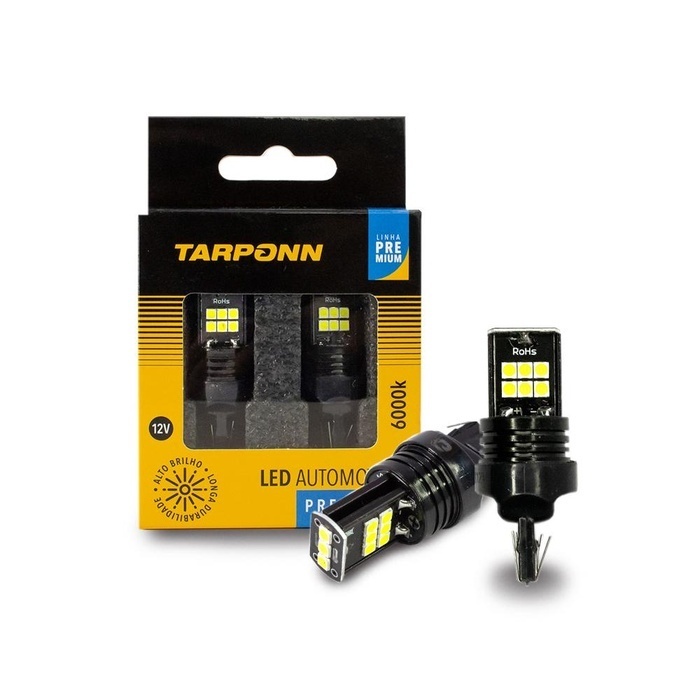 TARPONN
LINHA
PRE
MIUM
RoHs
RoHs
12V
6000k
ALTO BRILHO
LONGA DURABILIDADE
LED AUTOMO
PRE
RoHs